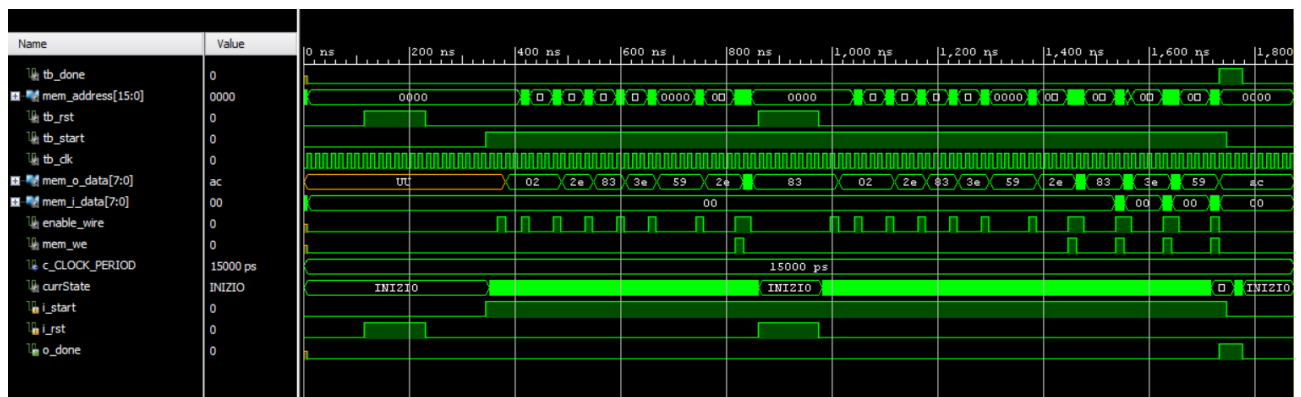 Name Value 0 ns 200 ns 400 ns 600 ns 800 ns 1,000 ns 1,200 ns 1,400 ns 1,600 ns 1,800
tb_done 0
mem_address[15:0] 0000 0000 0000 0000 0000 0000
tb_rst 0
tb_start 0
tb_clk 0
mem_o_data[7:0] ac UU 02 2e 83 3e 59 2e 83 02 2e 83 3e 59 2e 83 3e 59 ac
mem_i_data[7:0] 00 00 00 00 00
enable_wire 0
mem_we 0
c_CLOCK_PERIOD 15000 ps 15000 ps
currState INIZIO INIZIO INIZIO INIZIO
i_start 0
i_rst 0
o_done 0